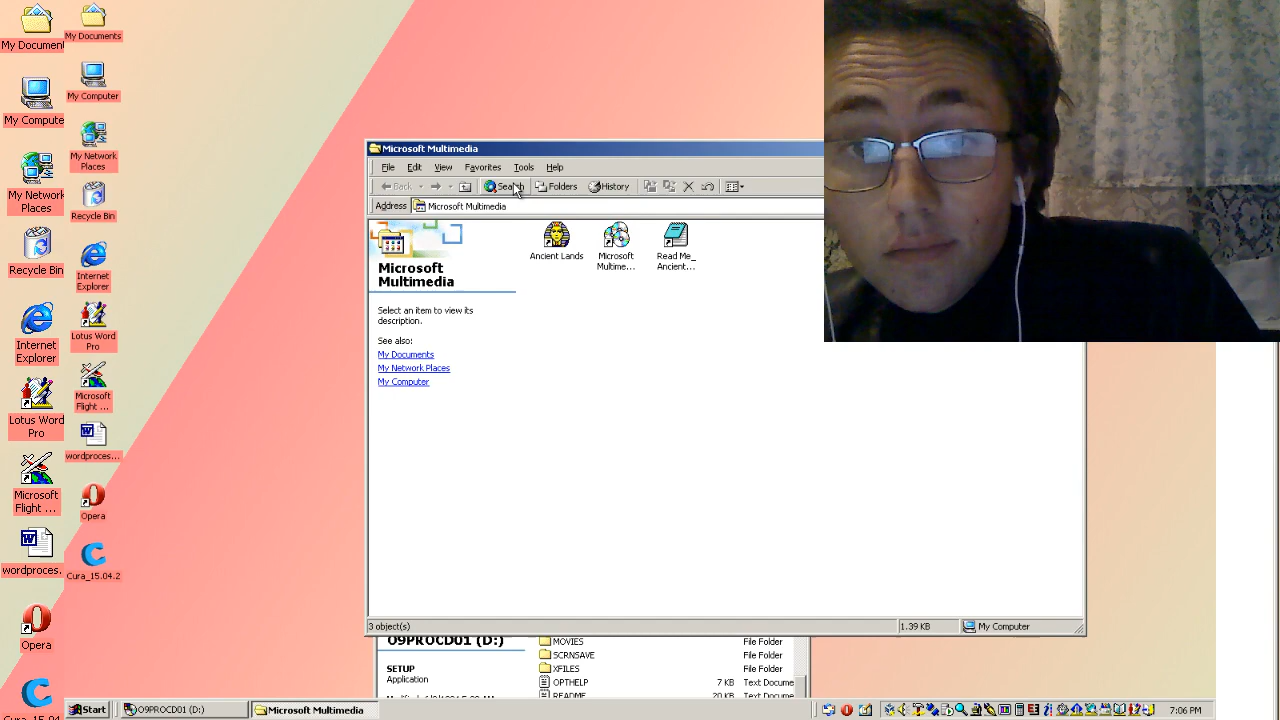 My Document
My Compute
My Network
Places
Recycle Bin
Internet
Explorer
Lotus Word
Pro
Microsoft
Flight ...
wordproces.
Opera
My Documents
My Computer
My Network
Places
Recycle Bin
Internet
Explorer
Lotus Word
Pro
Microsoft
Flight ...
wordproces...
Opera
Cura_15.04.2
Microsoft Multimedia
File Edit View Favorites Tools Help
Back Search Folders History
Address Microsoft Multimedia
Microsoft
Multimedia
Select an item to view its
description.
See also:
My Documents
My Network Places
My Computer
Ancient Lands
Microsoft
Multime...
Read Me_
Ancient...
3 object(s) 1.39 KB My Computer
O9PROCD01 (D:)
SETUP
Application
MOVIES File Folder
SCRNSAVE File Folder
XFILES File Folder
OPTHELP 7 KB Text Docume
README 20 KB Text Docume
Start O9PROCD01 (D:) Microsoft Multimedia 7:06 PM